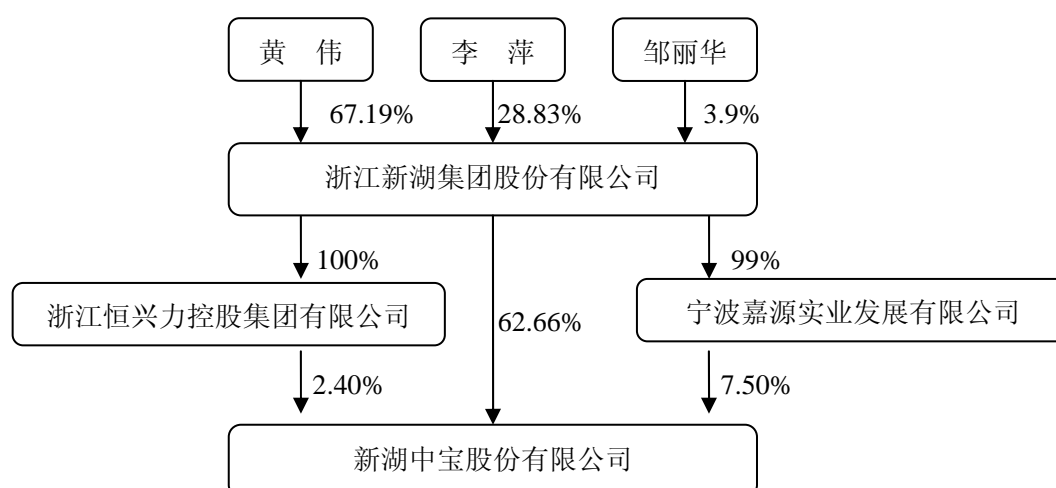 黄 伟
李 萍
邹丽华
67.19%
28.83%
3.9%
浙江新湖集团股份有限公司
100%
99%
浙江恒兴力控股集团有限公司
62.66%
宁波嘉源实业发展有限公司
2.40%
7.50%
新湖中宝股份有限公司